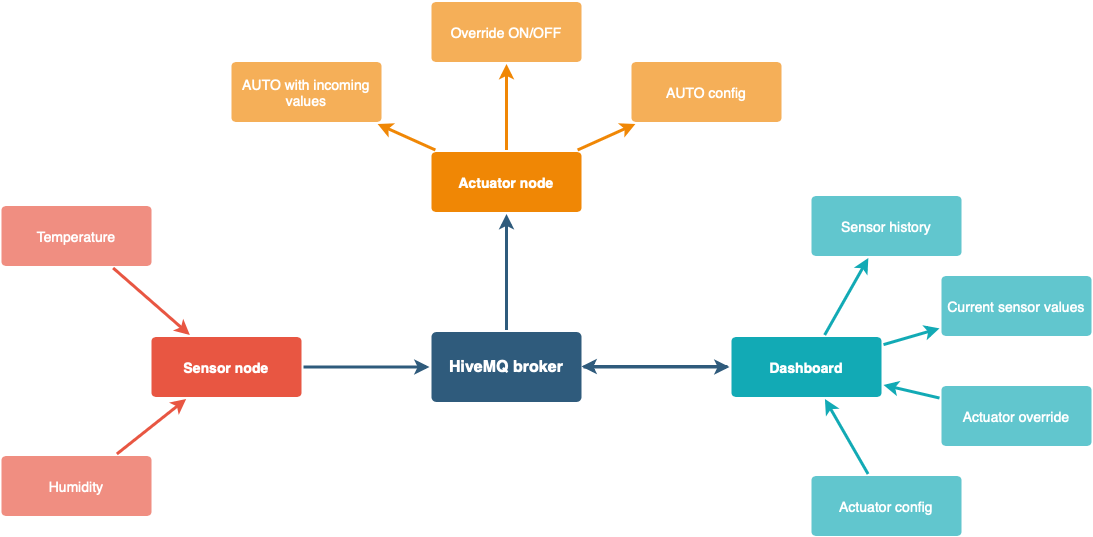 Override ON/OFF
AUTO with incoming
values
AUTO config
Actuator node
Temperature
Sensor history
Current sensor values
Sensor node
HiveMQ broker
Dashboard
Actuator override
Humidity
Actuator config